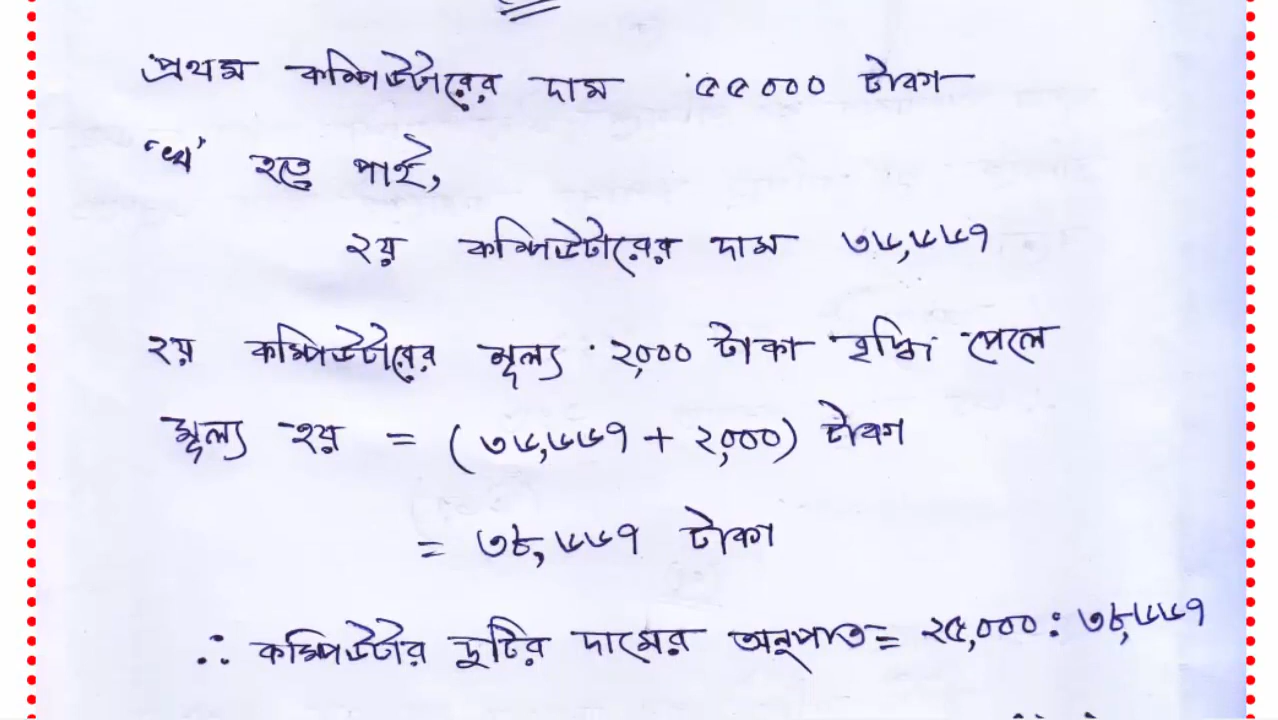 প্রথম কম্পিউটারের দাম ৫৫০০০ টাকা
'খ' হতে পাই,
২য় কম্পিউটারের দাম ৩৬,৬৬৭
২য় কম্পিউটারের মূল্য ২,০০০ টাকা বৃদ্ধি পেলে
মূল্য হয় = (৩৬,৬৬৭ + ২,০০০) টাকা
= ৩৮,৬৬৭ টাকা
∴ কম্পিউটার দুটির দামের অনুপাত = ২৫,০০০ : ৩৮,৬৬৭